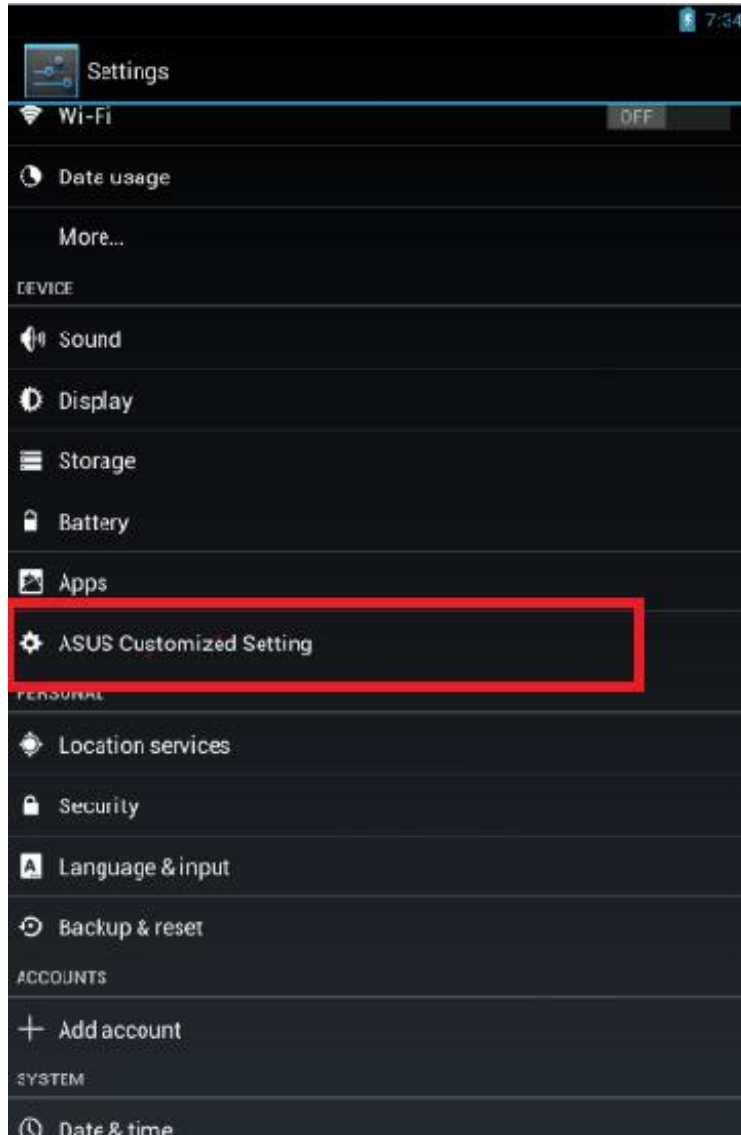 7:34
Settings
Wi-Fi
OFF
Data usage
More...
DEVICE
Sound
Display
Storage
Battery
Apps
ASUS Customized Setting
PERSONAL
Location services
Security
Language & input
Backup & reset
ACCOUNTS
Add account
SYSTEM
Date & time